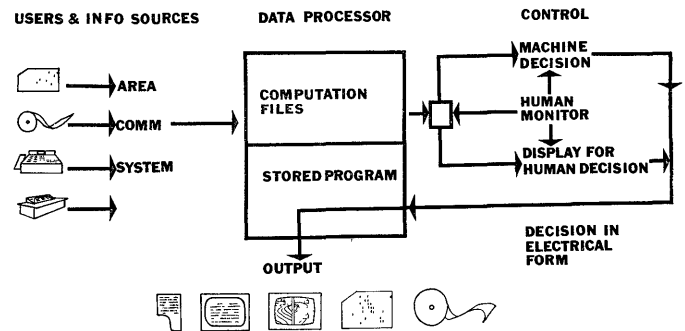 USERS & INFO SOURCES
DATA PROCESSOR
CONTROL
AREA
COMM
SYSTEM
COMPUTATION
FILES
STORED PROGRAM
OUTPUT
MACHINE
DECISION
HUMAN
MONITOR
DISPLAY FOR
HUMAN DECISION
DECISION IN
ELECTRICAL
FORM